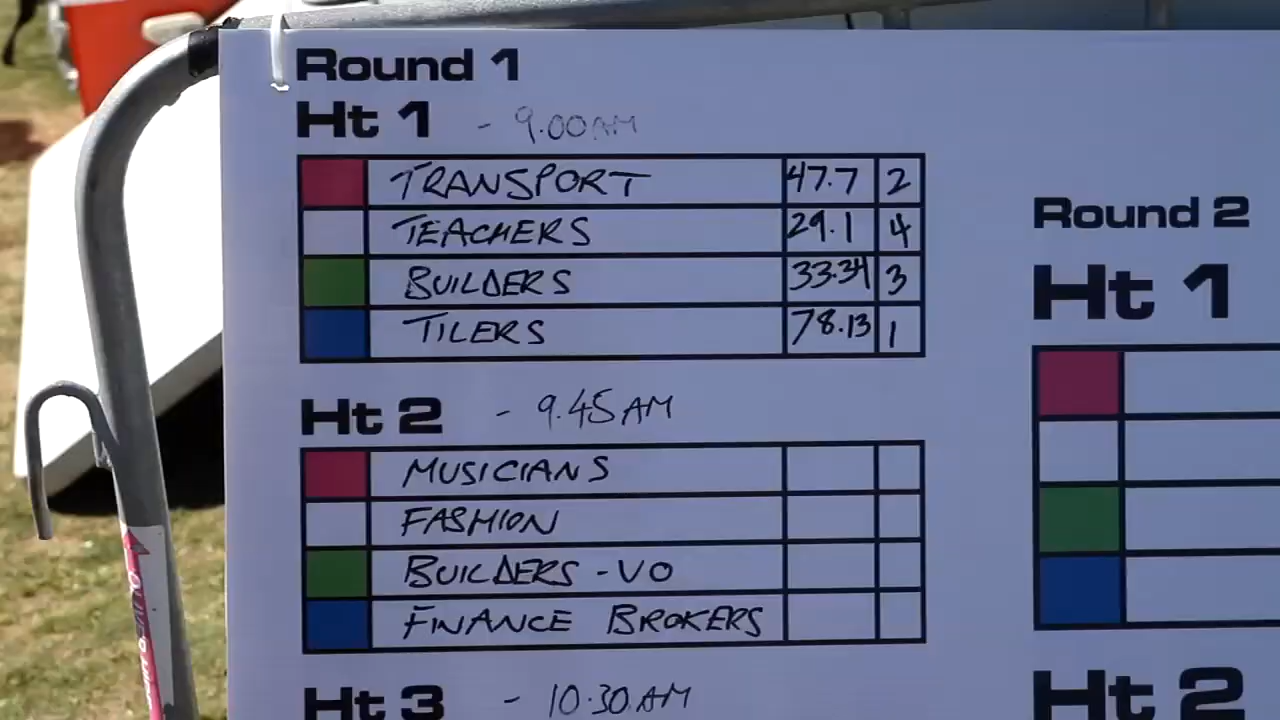 Round 1
Ht 1 - 9.00AM
TRANSPORT 47.7 2
TEACHERS 29.1 4
BUILDERS 33.34 3
TILERS 78.13 1
Ht 2 - 9.45AM
MUSICIANS
FASHION
BUILDERS - VO
FINANCE BROKERS
Ht 3 - 10.30AM
Round 2
Ht 1
Ht 2